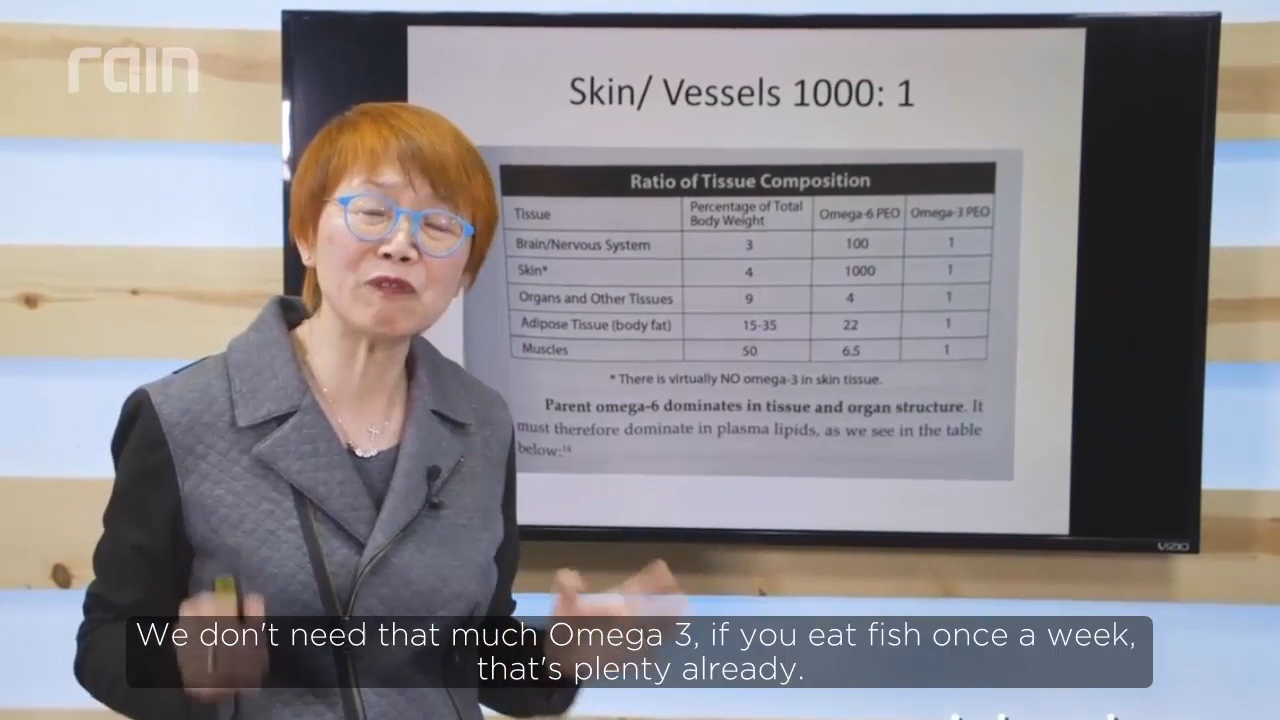 rain
Skin/ Vessels 1000: 1
Ratio of Tissue Composition
Tissue Percentage of Total Body Weight Omega-6 PEO Omega-3 PEO
Brain/Nervous System 3 100 1
Skin* 4 1000 1
Organs and Other Tissues 9 4 1
Adipose Tissue (body fat) 15-35 22 1
Muscles 50 6.5 1
* There is virtually NO omega-3 in skin tissue.
Parent omega-6 dominates in tissue and organ structure. It
must therefore dominate in plasma lipids, as we see in the table
below:¹⁴
VIZIO
We don't need that much Omega 3, if you eat fish once a week,
that's plenty already.